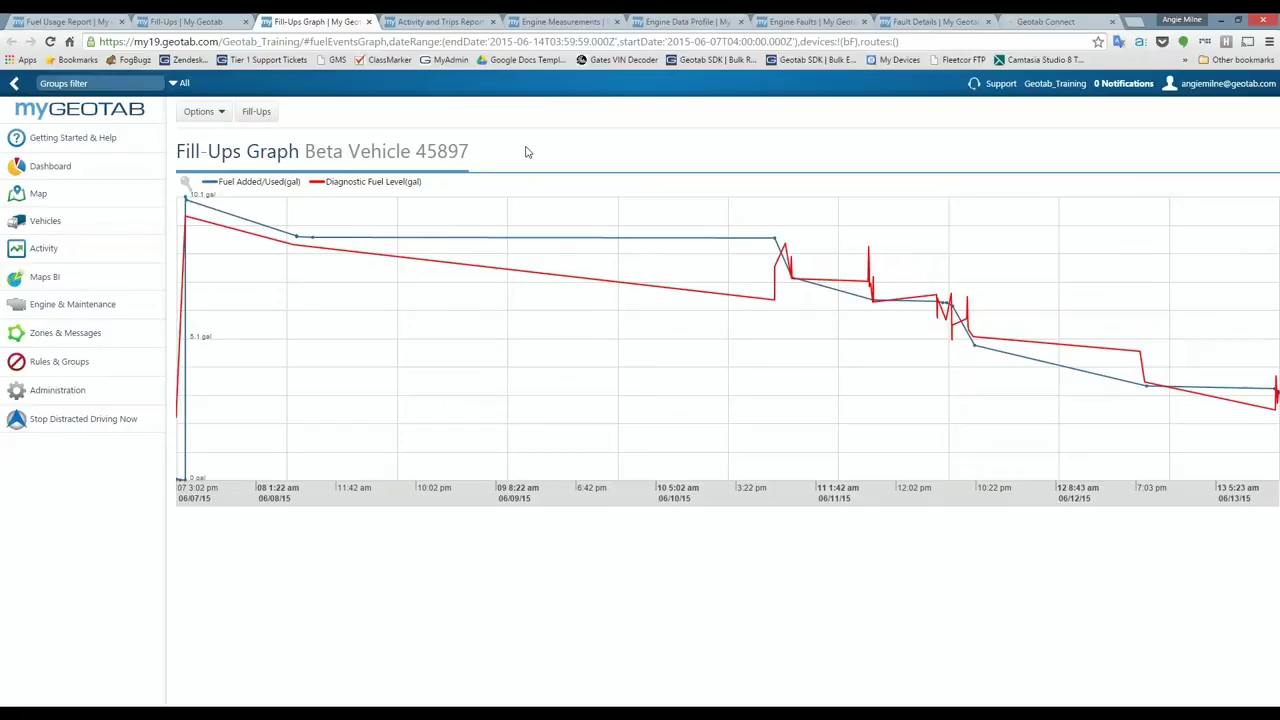 Fuel Usage Report | My
Fill-Ups | My Geotab
Fill-Ups Graph | My Geo
Activity and Trips Report
Engine Measurements |
Engine Data Profile | My
Engine Faults | My Geota
Fault Details | My Geotab
Geotab Connect
Angie Milne
https://my19.geotab.com/Geotab_Training/#fuelEventsGraph,dateRange:(endDate:'2015-06-14T03:59:59.000Z',startDate:'2015-06-07T04:00:00.000Z'),devices:!(bF),routes:()
Apps Bookmarks FogBugz Zendesk... Tier 1 Support Tickets GMS ClassMarker MyAdmin Google Docs Templ... Gates VIN Decoder Geotab SDK | Bulk R... Geotab SDK | Bulk E... My Devices Fleetcor FTP Camtasia Studio 8 T... » Other bookmarks
Groups filter All Support Geotab_Training 0 Notifications angiemilne@geotab.com
myGEOTAB
Options Fill-Ups
Getting Started & Help
Dashboard
Map
Vehicles
Activity
Maps BI
Engine & Maintenance
Zones & Messages
Rules & Groups
Administration
Stop Distracted Driving Now
Fill-Ups Graph Beta Vehicle 45897
Fuel Added/Used(gal) Diagnostic Fuel Level(gal)
10.1 gal
5.1 gal
0 gal
07 3:02 pm 08 1:22 am 11:42 am 10:02 pm 09 8:22 am 6:42 pm 10 5:02 am 3:22 pm 11 1:42 am 12:02 pm 10:22 pm 12 8:43 am 7:03 pm 13 5:23 am
06/07/15 06/08/15 06/09/15 06/10/15 06/11/15 06/12/15 06/13/15